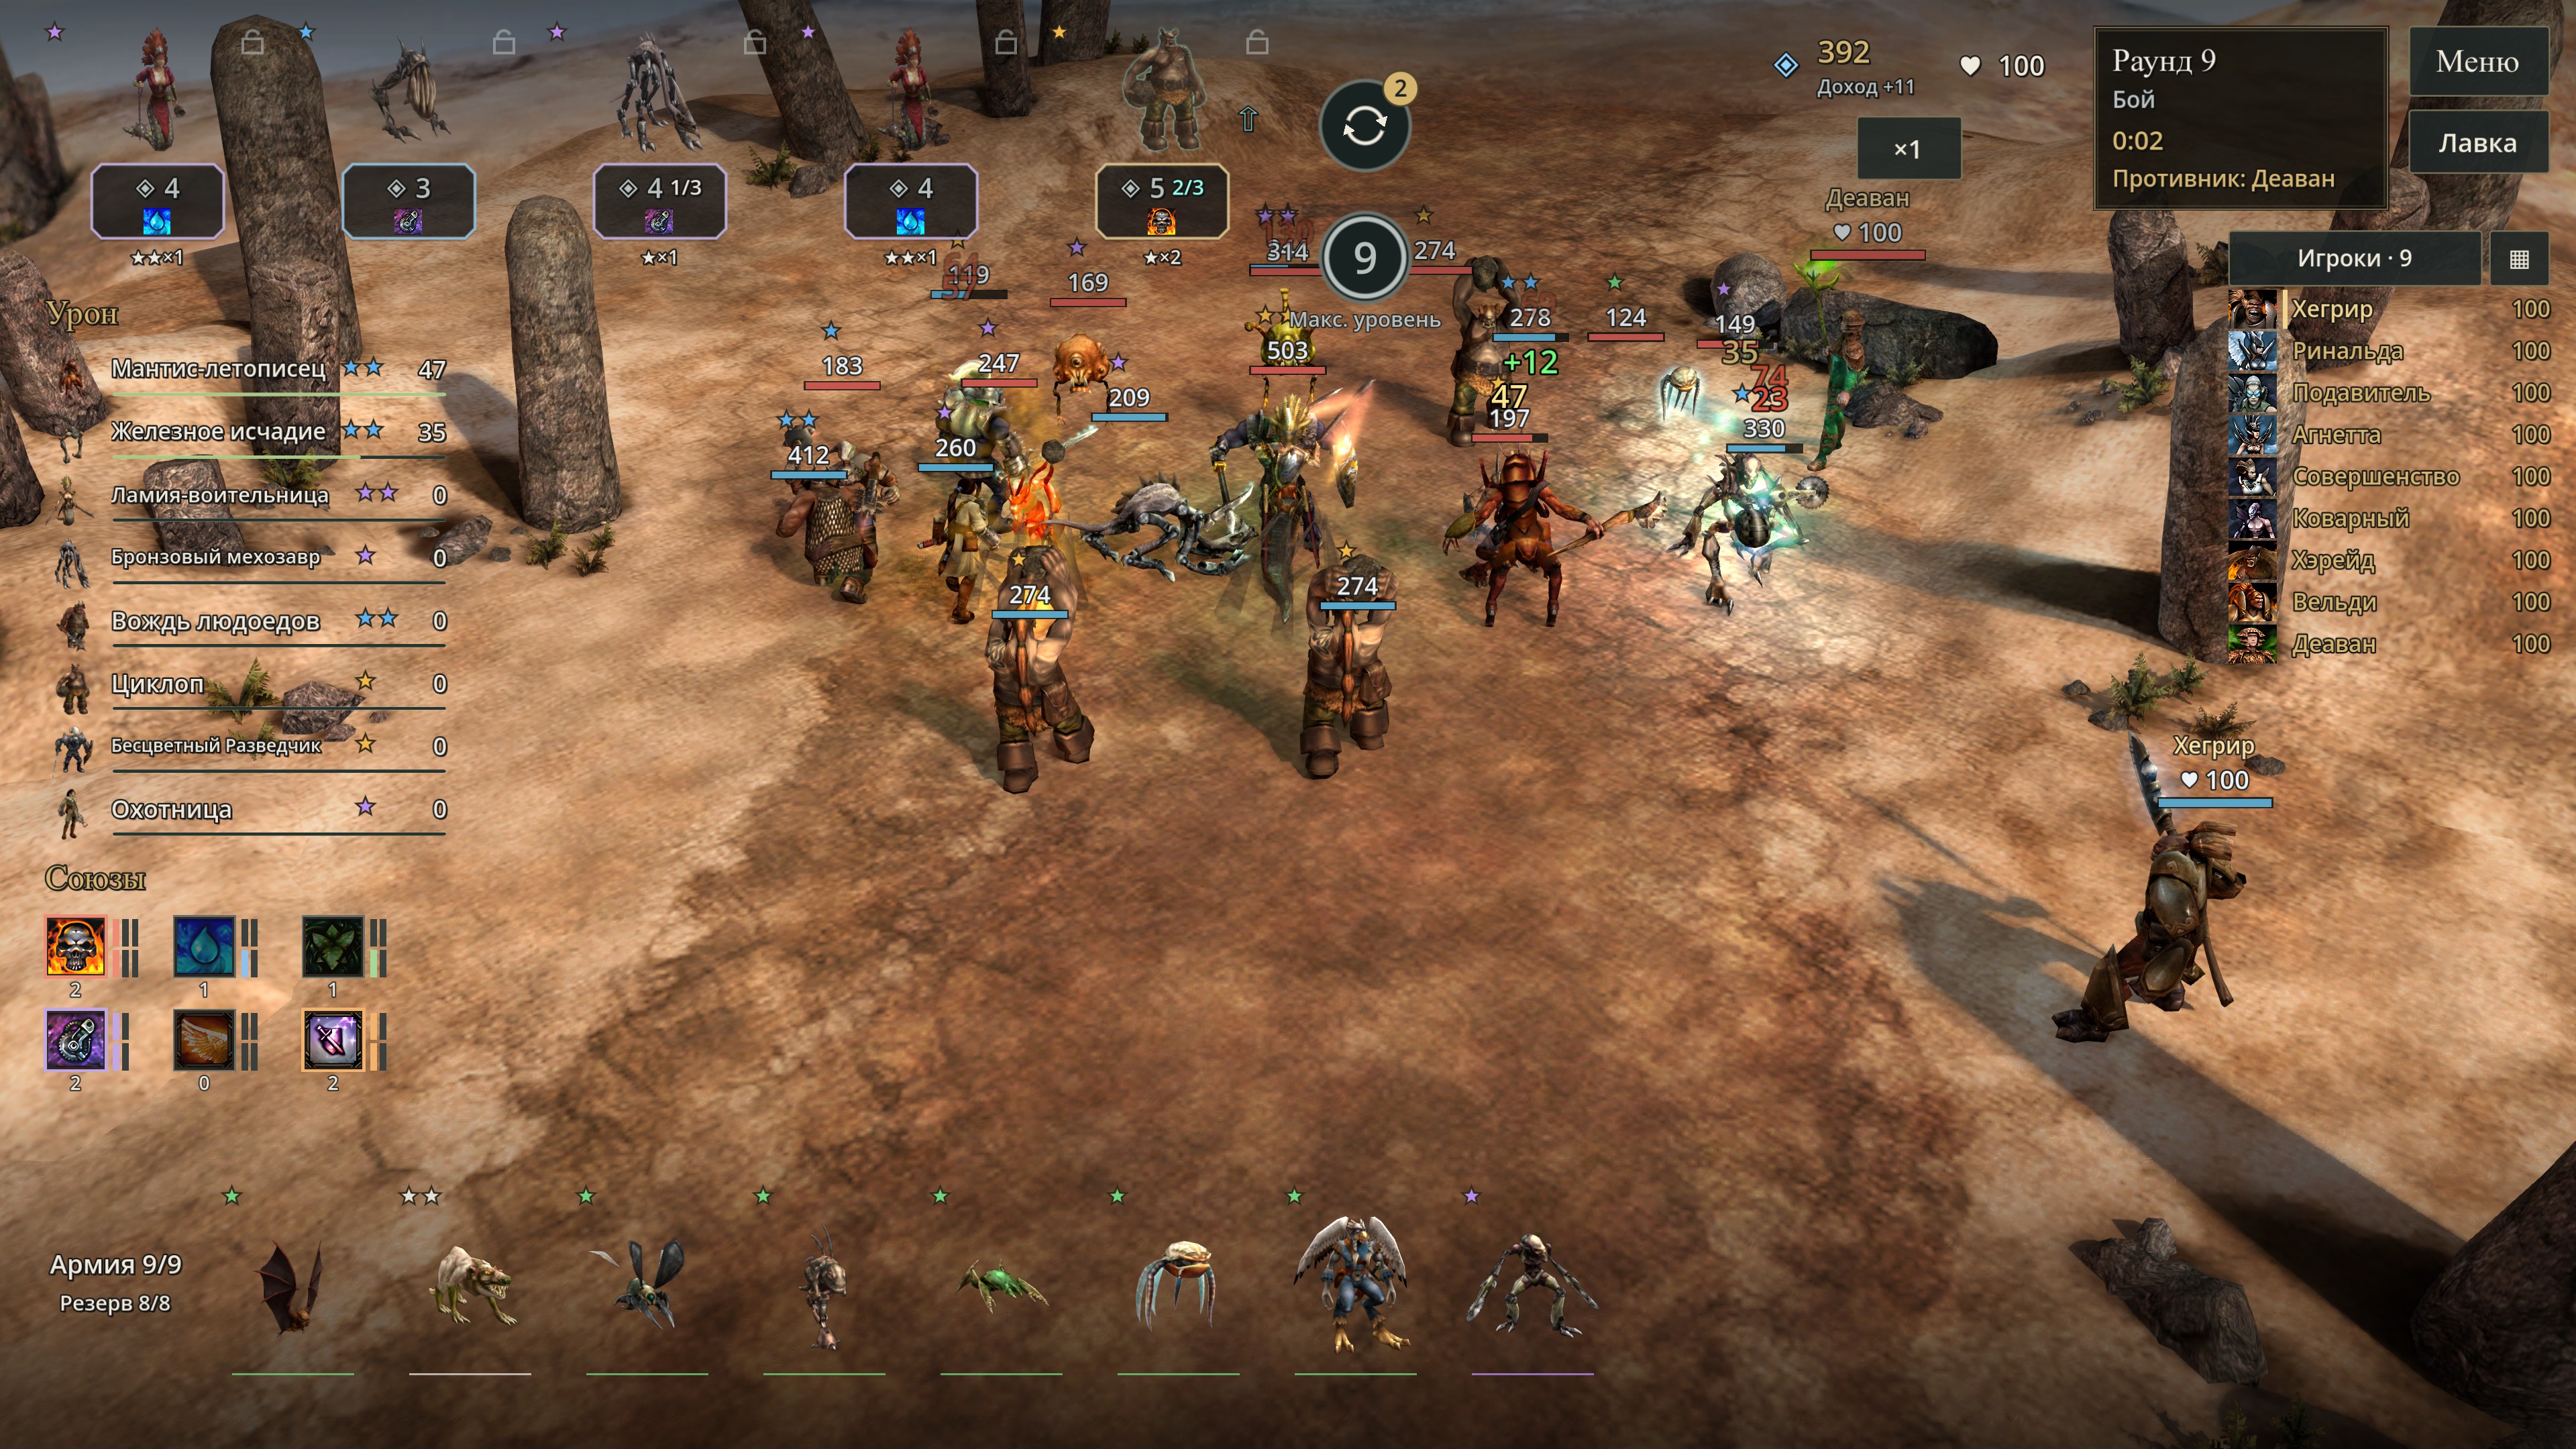 4
3
4 1/3
4
5 2/3
★★×1
★×1
★★×1
★×2
2
9
Макс. уровень
392
Доход +11
100
×1
Раунд 9
Бой
0:02
Противник: Деаван
Меню
Лавка
Деаван
100
Игроки · 9
Хегрир 100
Ринальда 100
Подавитель 100
Агнетта 100
Совершенство 100
Коварный 100
Хэрейд 100
Вельди 100
Деаван 100
Урон
Мантис-летописец 47
Железное исчадие 35
Ламия-воительница 0
Бронзовый мехозавр 0
Вождь людоедов 0
Циклоп 0
Бесцветный Разведчик 0
Охотница 0
119
169
314
274
183
247
209
503
278
+12
47
197
124
149
35
74
23
330
412
260
274
274
Хегрир
100
Союзы
2
1
1
2
0
2
Армия 9/9
Резерв 8/8